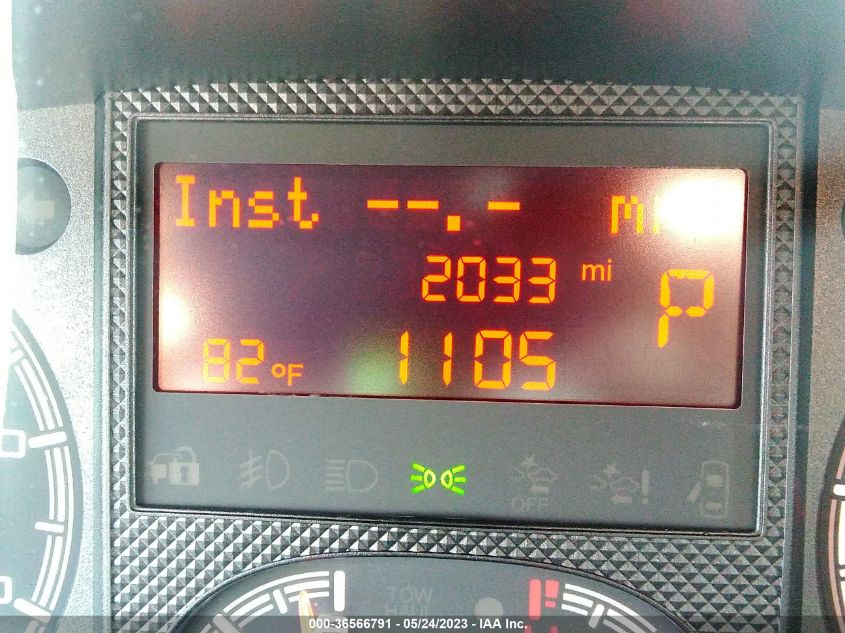 Inst --.-
2033 mi
P
82°F 1105
OFF
TOW
HAUL
000-36566791 - 05/24/2023 - IAA Inc.